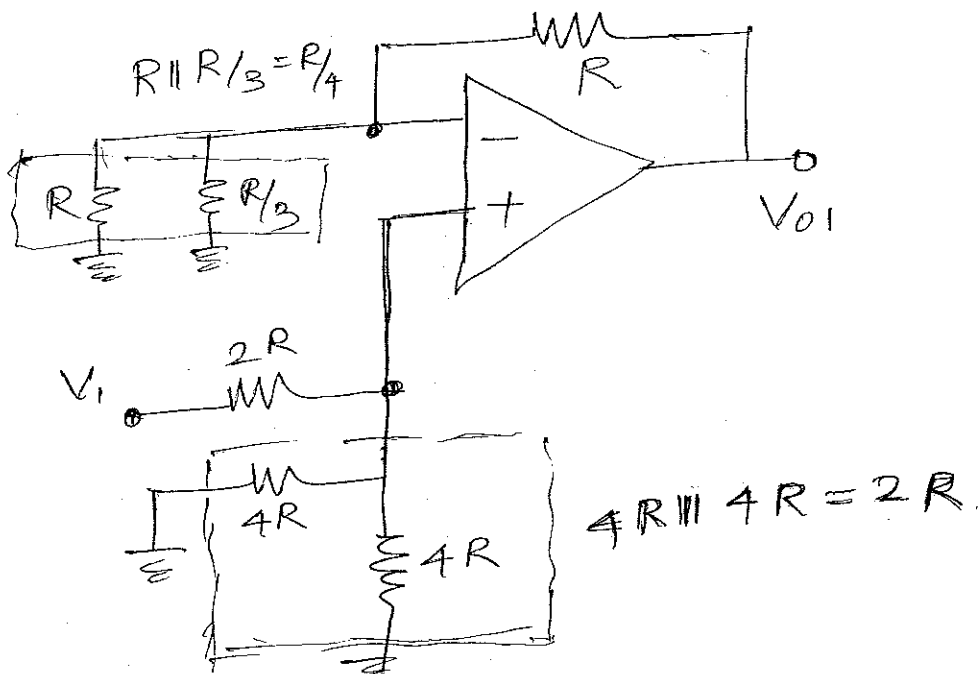 R || R/3 = R/4
R
−
R
R/3
+
V01
2R
V1
4R
4R || 4R = 2R
4R